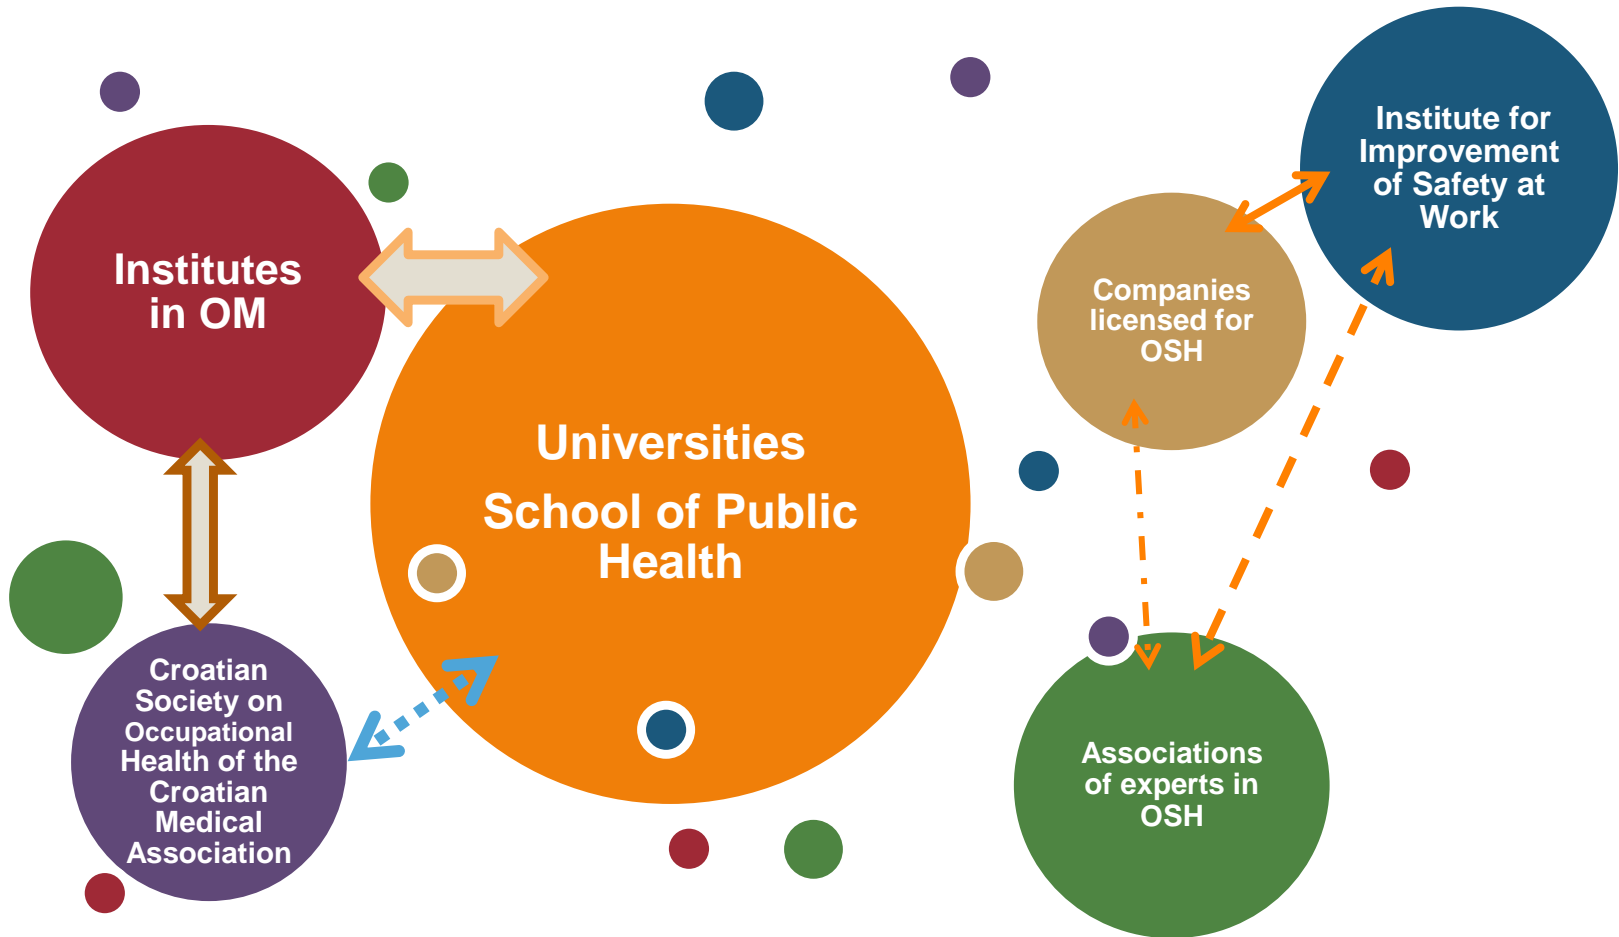 Institutes
in OM
Universities
School of Public
Health
Croatian
Society on
Occupational
Health of the
Croatian
Medical
Association
Institute for
Improvement
of Safety at
Work
Companies
licensed for
OSH
Associations
of experts in
OSH